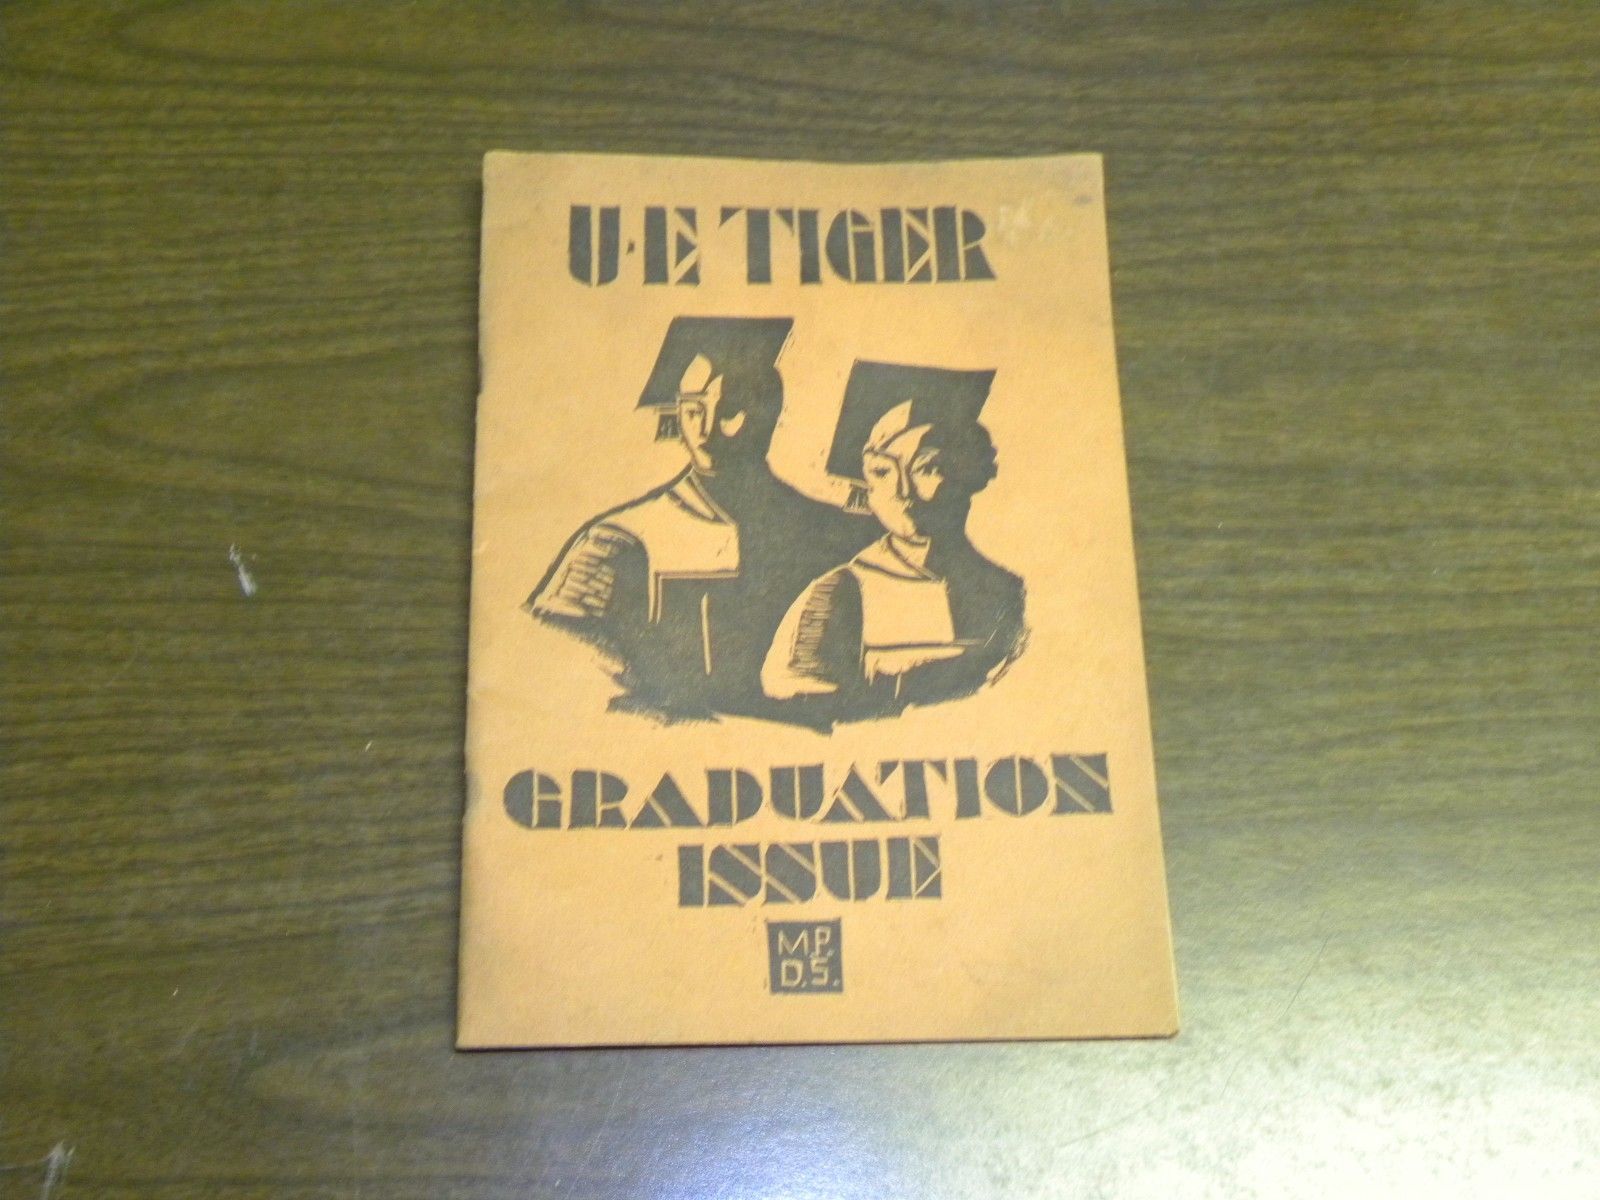 U·E TIGER
GRADUATION
ISSUE
M.P.
D.S.